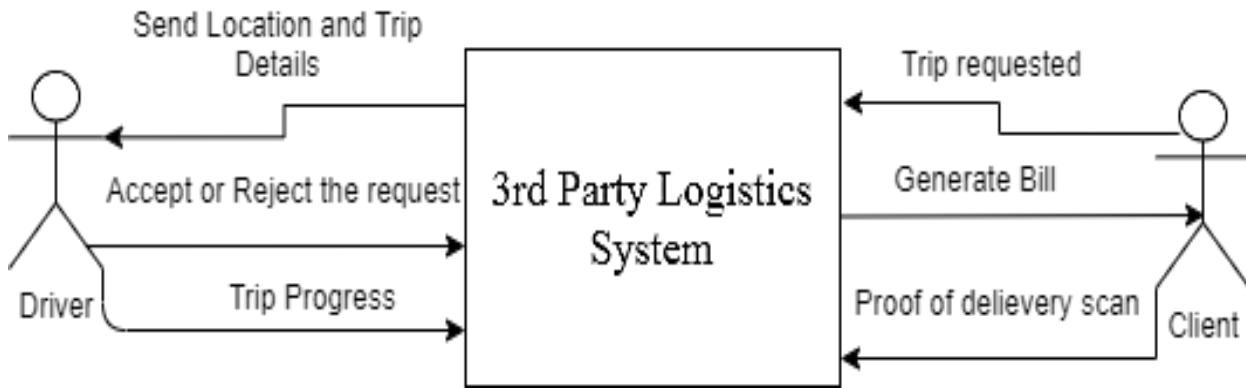 Send Location and Trip
Details
Accept or Reject the request
Trip Progress
Driver
3rd Party Logistics
System
Trip requested
Generate Bill
Proof of delievery scan
Client